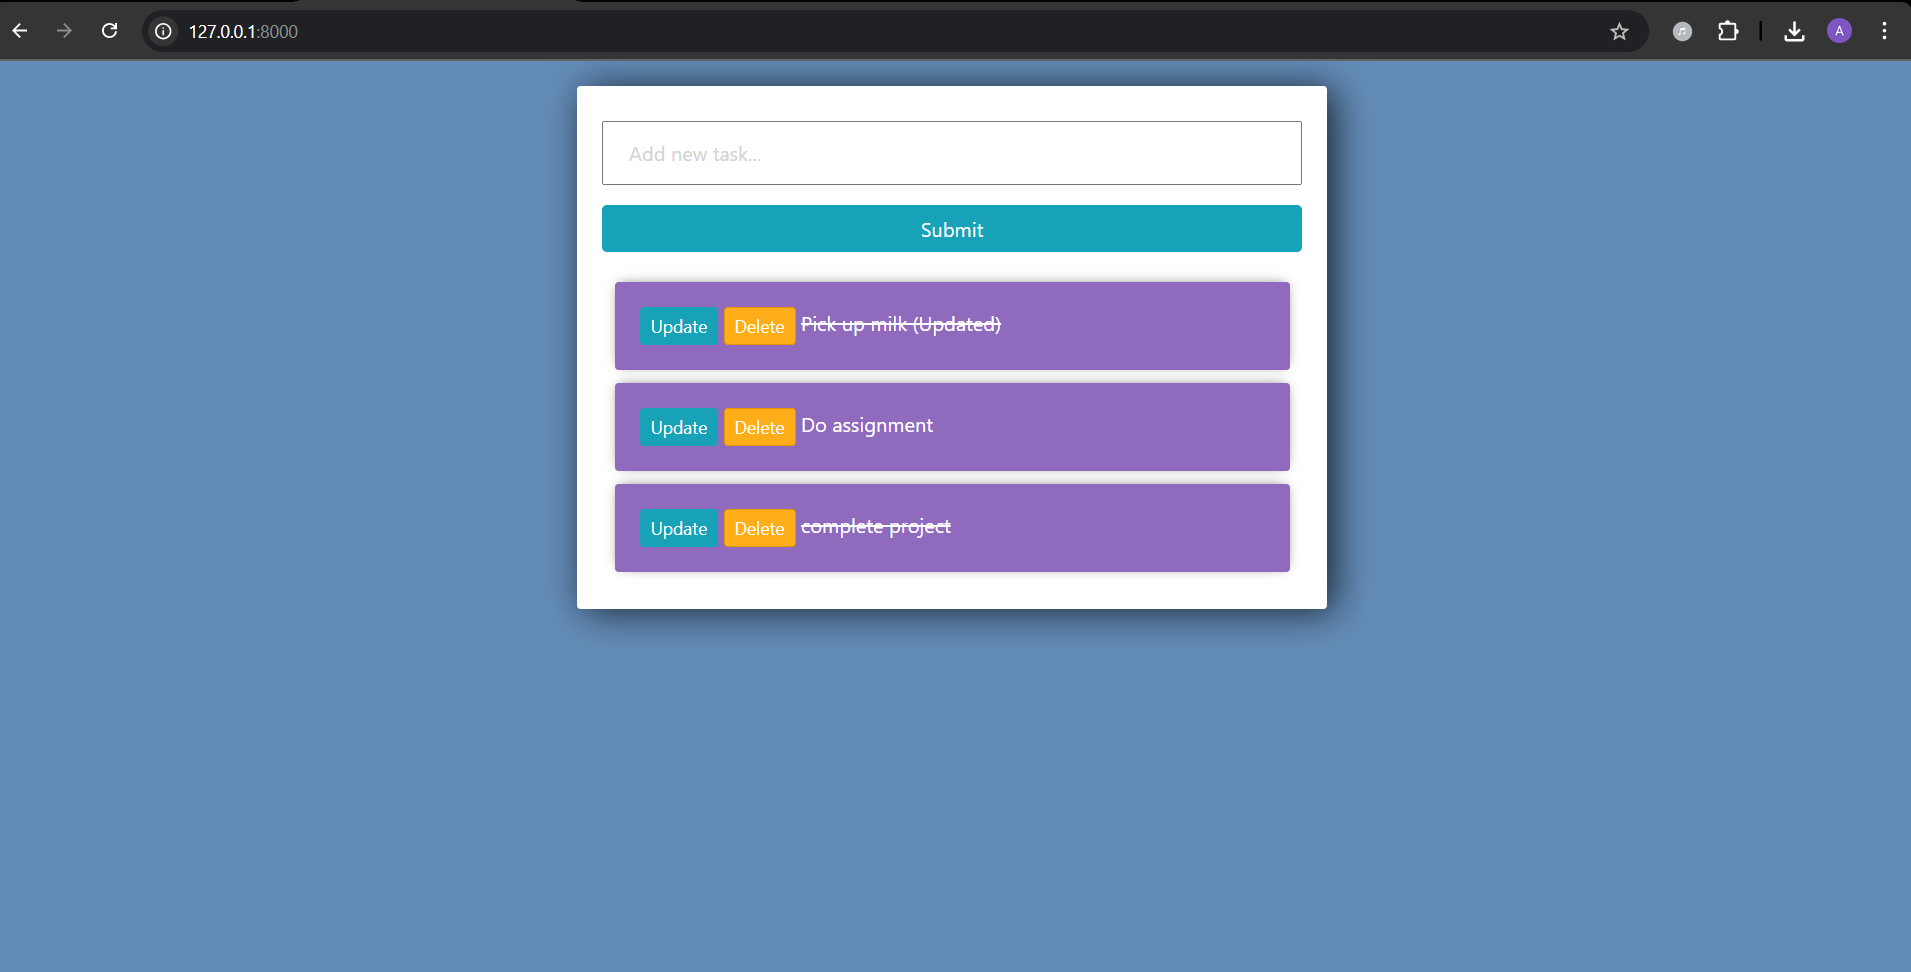 127.0.0.1:8000
A
Add new task...
Submit
Update Delete Pick up milk (Updated)
Update Delete Do assignment
Update Delete complete project